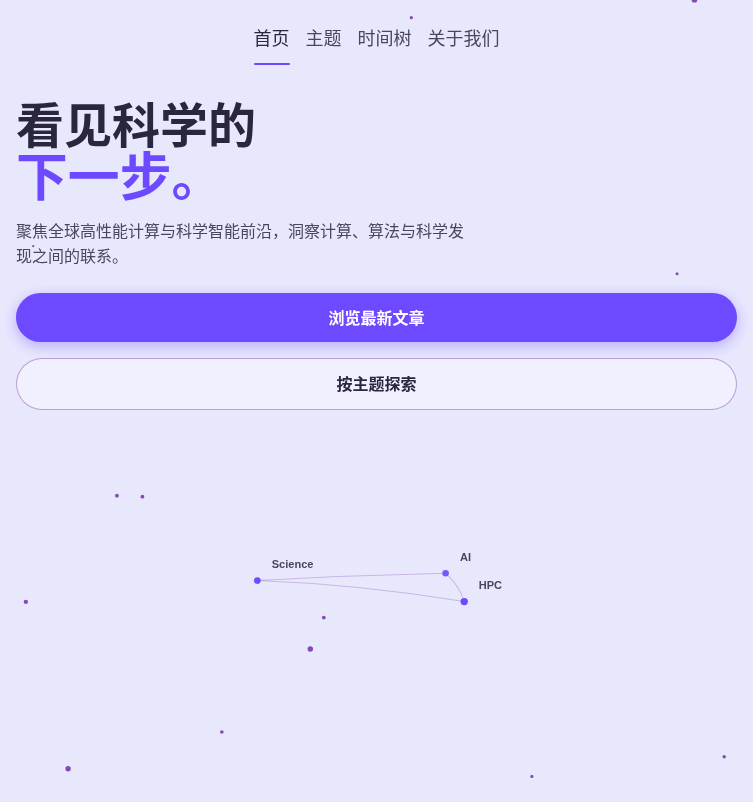 首页 主题 时间树 关于我们
看见科学的
下一步。
聚焦全球高性能计算与科学智能前沿，洞察计算、算法与科学发
现之间的联系。
浏览最新文章
按主题探索
AI
Science
HPC